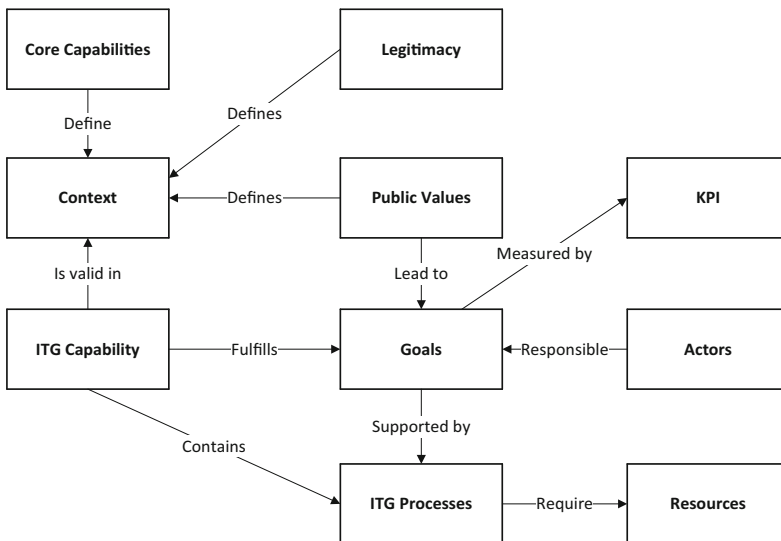 Core Capabilities
Legitimacy
Define
Defines
Context
Defines
Public Values
KPI
Is valid in
Lead to
Measured by
ITG Capability
Fulfills
Goals
Responsible
Actors
Contains
Supported by
ITG Processes
Require
Resources